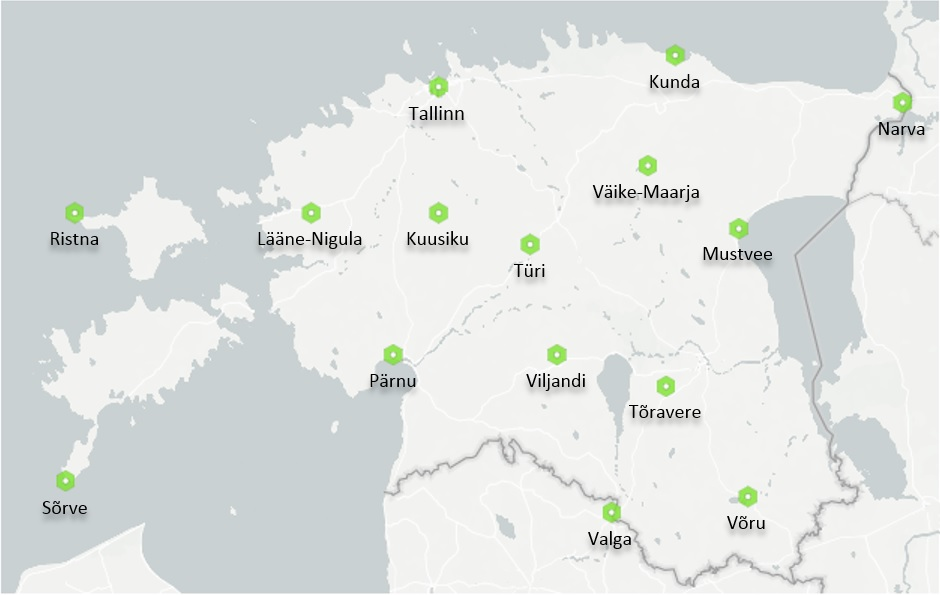 Kunda
Tallinn
Narva
Väike-Maarja
Ristna
Lääne-Nigula
Kuusiku
Mustvee
Türi
Pärnu
Viljandi
Tõravere
Sõrve
Võru
Valga